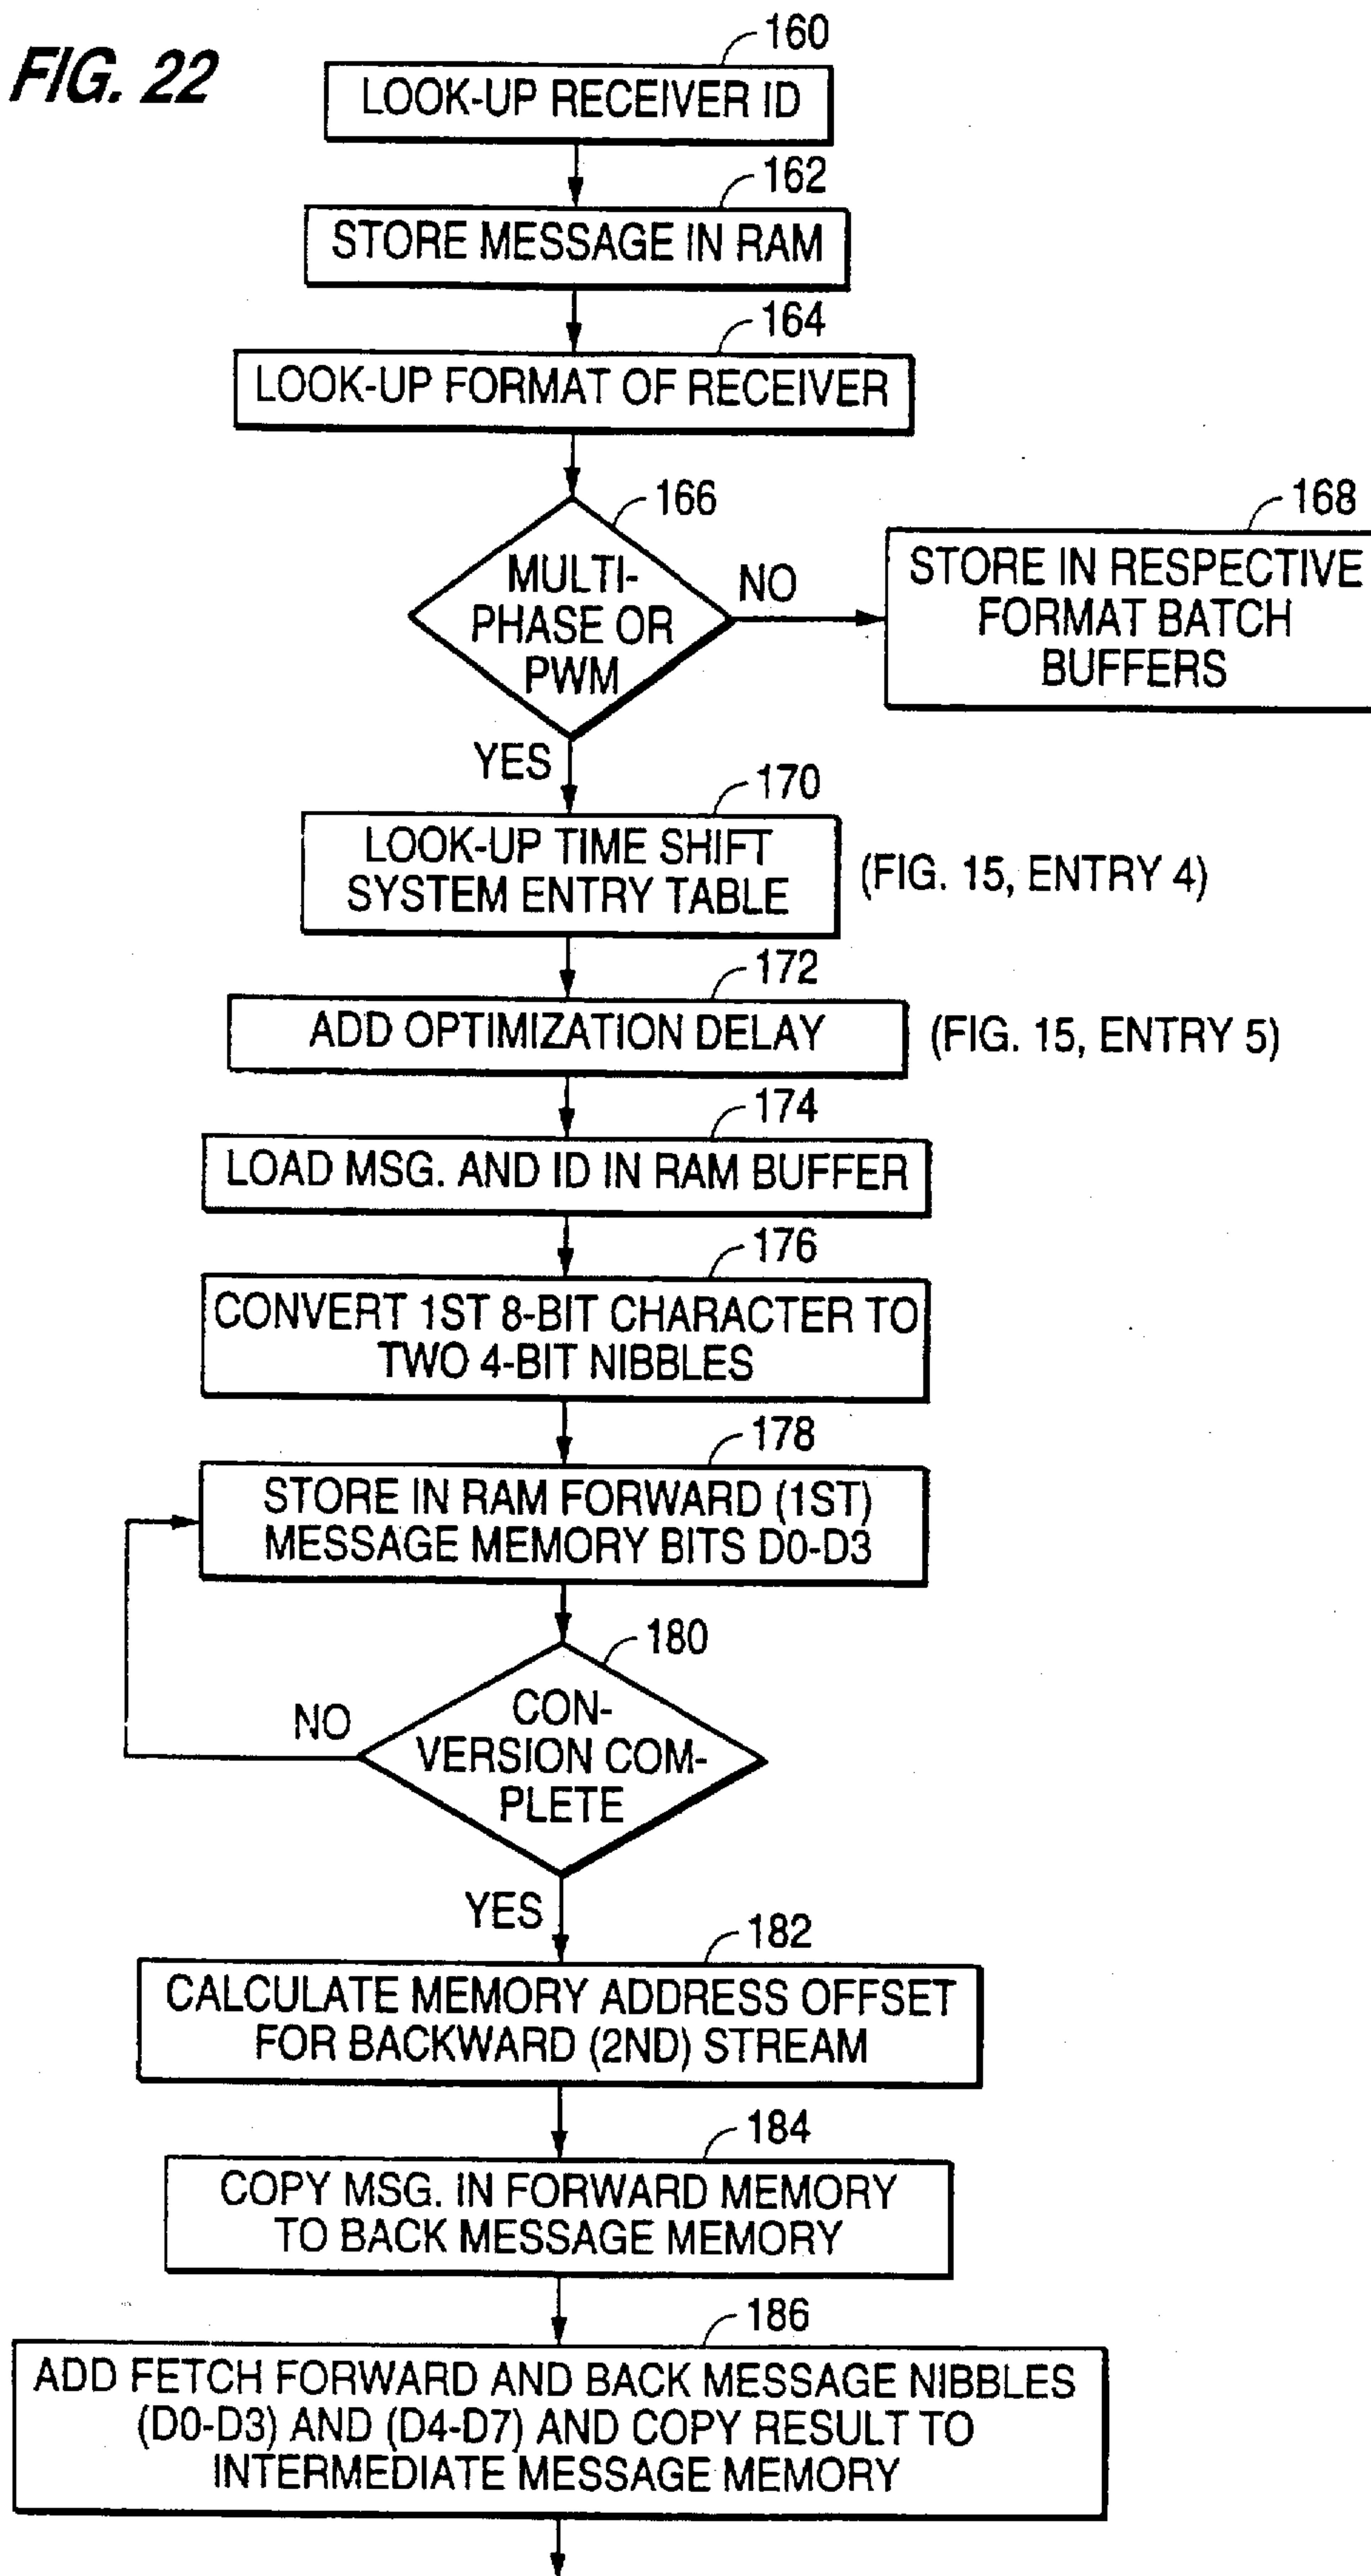 FIG. 22
160
LOOK-UP RECEIVER ID
162
STORE MESSAGE IN RAM
164
LOOK-UP FORMAT OF RECEIVER
166
MULTI-
PHASE OR
PWM
NO
168
STORE IN RESPECTIVE
FORMAT BATCH
BUFFERS
YES
170
LOOK-UP TIME SHIFT
SYSTEM ENTRY TABLE
(FIG. 15, ENTRY 4)
172
ADD OPTIMIZATION DELAY
(FIG. 15, ENTRY 5)
174
LOAD MSG. AND ID IN RAM BUFFER
176
CONVERT 1ST 8-BIT CHARACTER TO
TWO 4-BIT NIBBLES
178
STORE IN RAM FORWARD (1ST)
MESSAGE MEMORY BITS D0-D3
180
CON-
VERSION COM-
PLETE
NO
YES
182
CALCULATE MEMORY ADDRESS OFFSET
FOR BACKWARD (2ND) STREAM
184
COPY MSG. IN FORWARD MEMORY
TO BACK MESSAGE MEMORY
186
ADD FETCH FORWARD AND BACK MESSAGE NIBBLES
(D0-D3) AND (D4-D7) AND COPY RESULT TO
INTERMEDIATE MESSAGE MEMORY